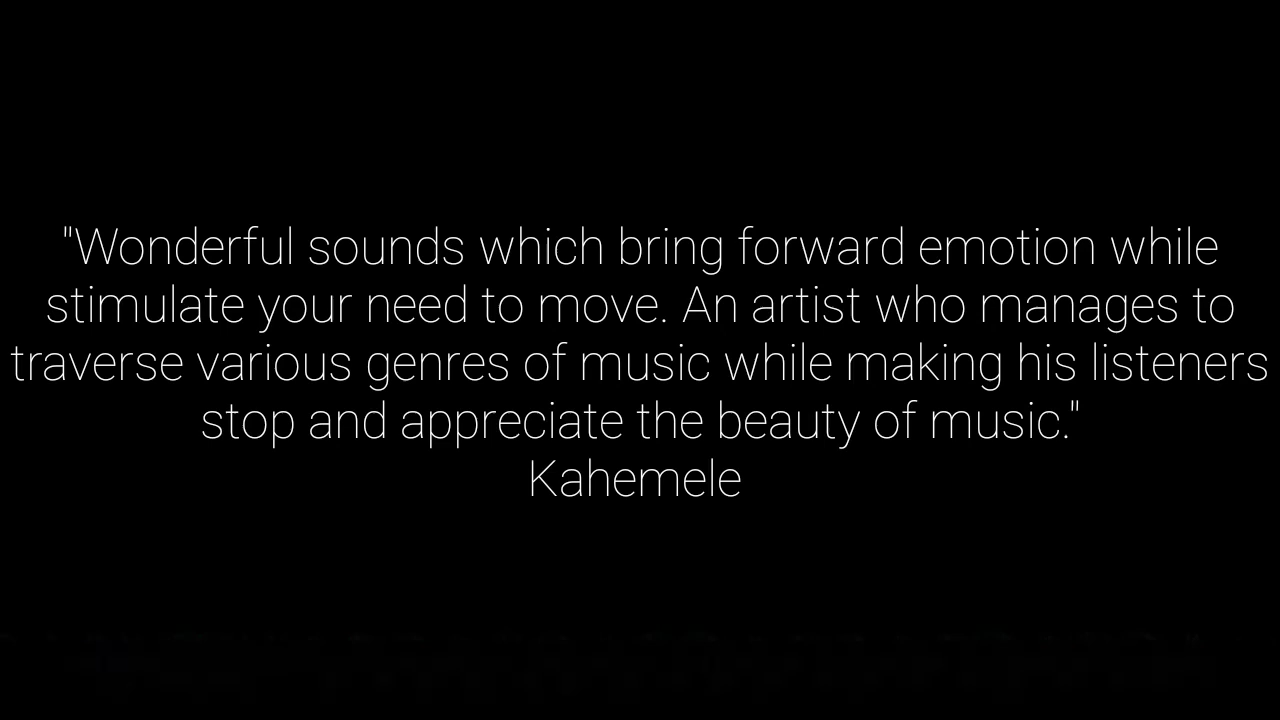 "Wonderful sounds which bring forward emotion while
stimulate your need to move. An artist who manages to
traverse various genres of music while making his listeners
stop and appreciate the beauty of music."
Kahemele